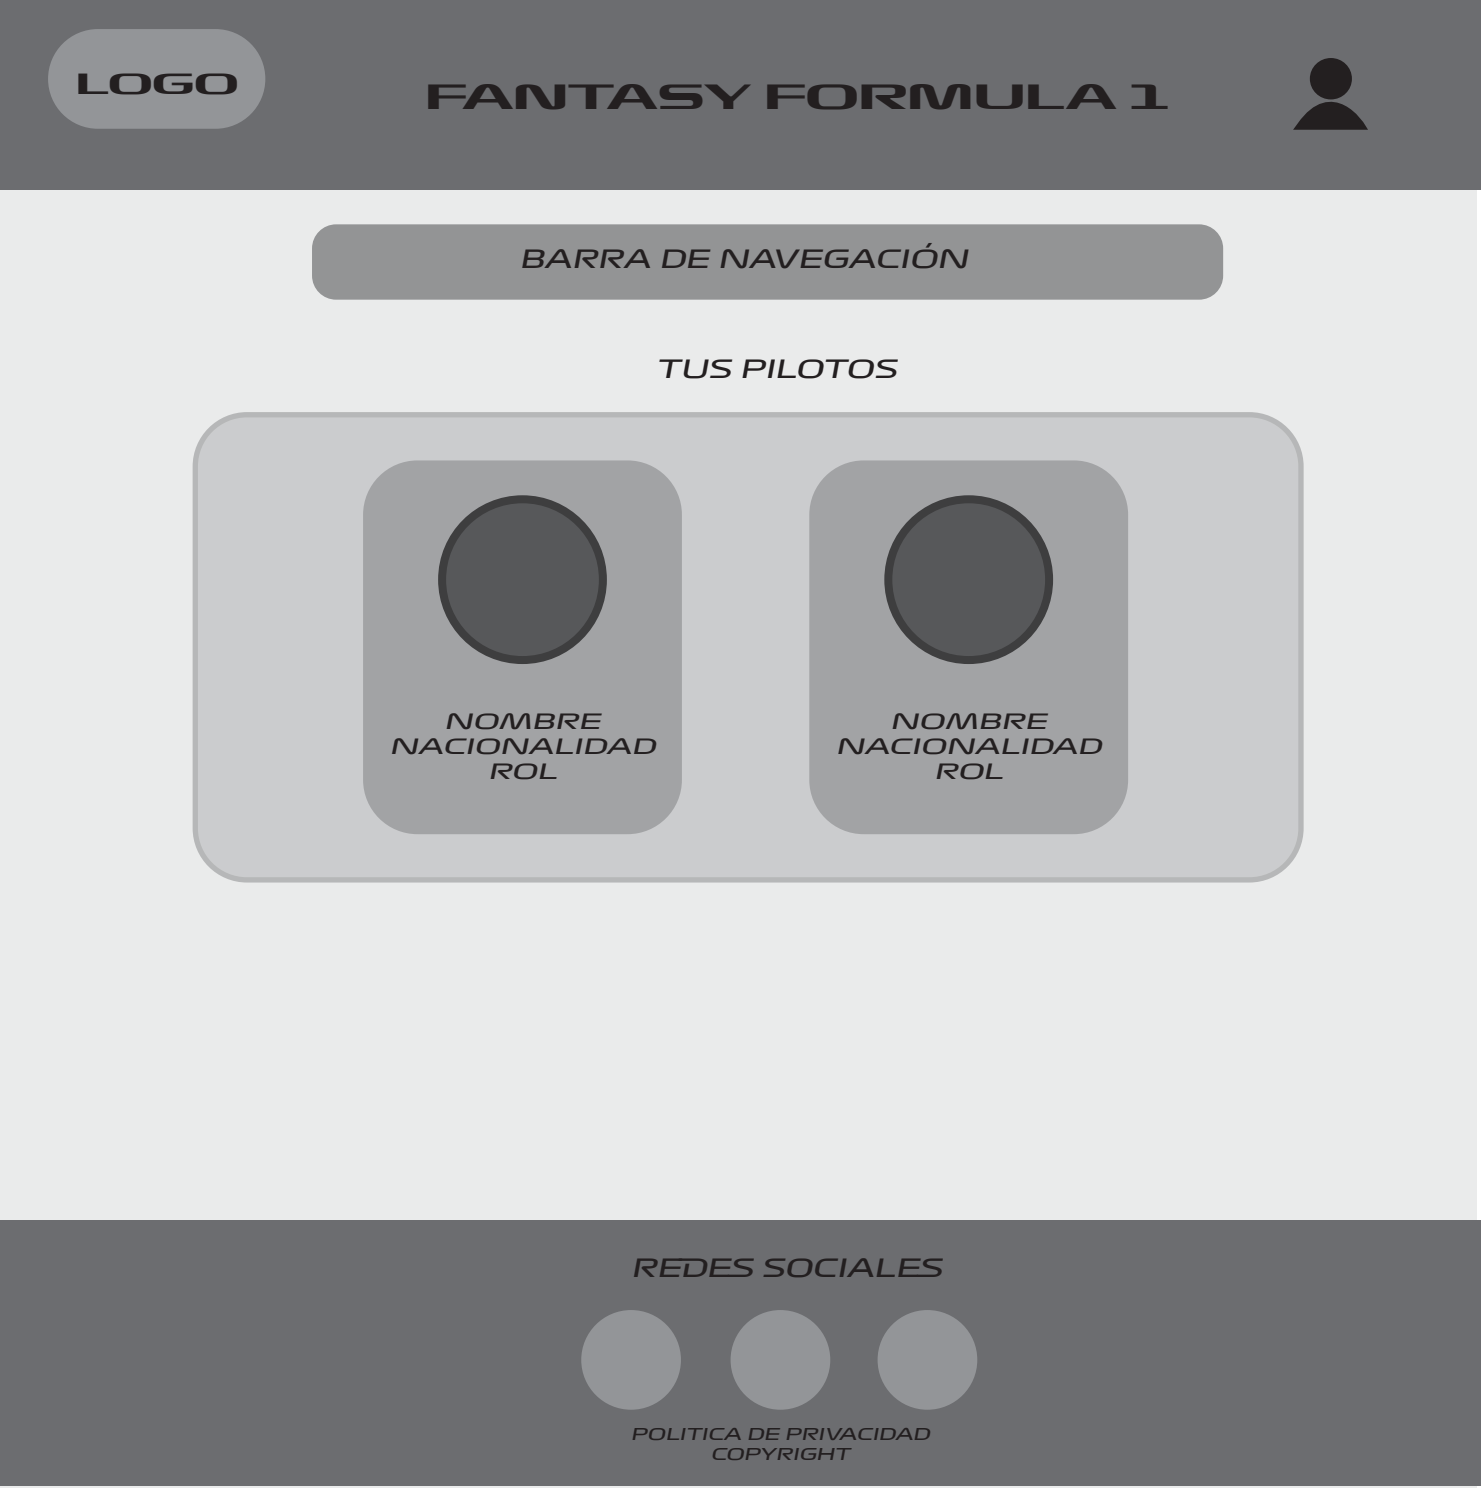 LOGO
FANTASY FORMULA 1
BARRA DE NAVEGACIÓN
TUS PILOTOS
NOMBRE
NACIONALIDAD
ROL
NOMBRE
NACIONALIDAD
ROL
REDES SOCIALES
POLITICA DE PRIVACIDAD
COPYRIGHT